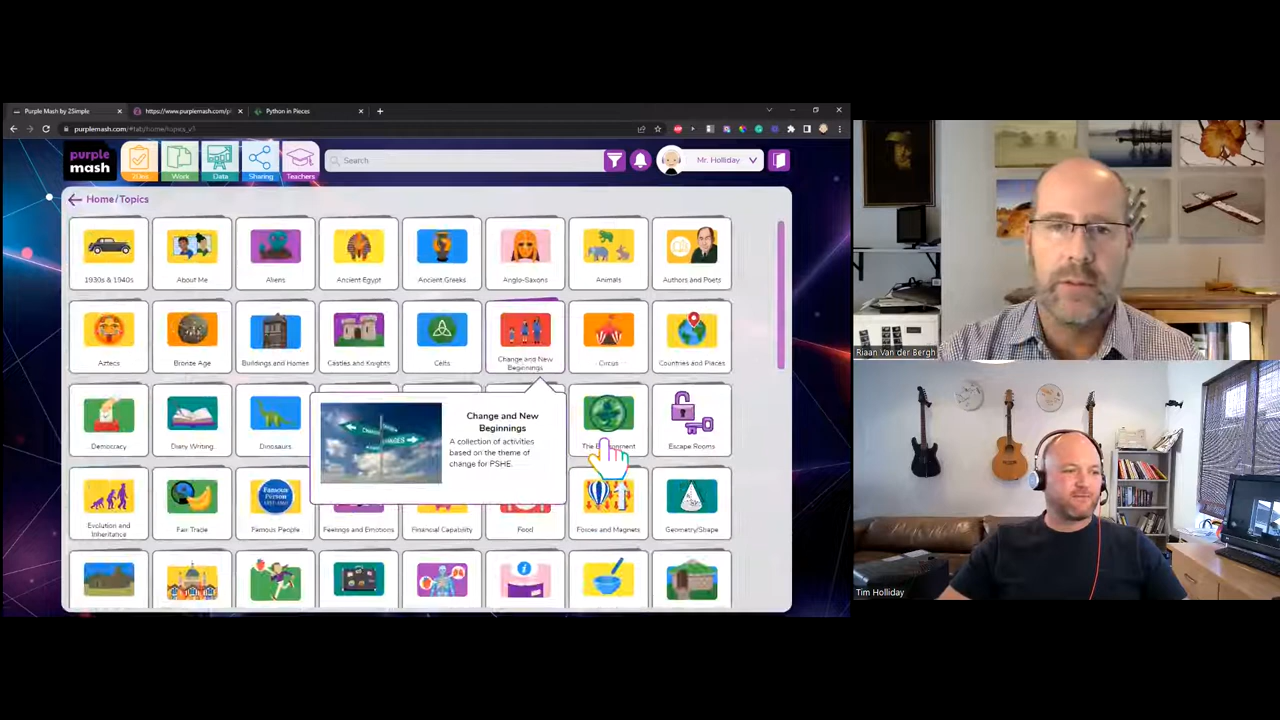 Purple Mash by 2Simple
https://www.purplemash.com/p
Python in Pieces
purplemash.com/#tab/home/topics_v1
purple
mash
2Dos
Work
Data
Sharing
Teachers
Search
Mr. Holliday
Home/Topics
1930s & 1940s
About Me
Aliens
Ancient Egypt
Ancient Greeks
Anglo-Saxons
Animals
Authors and Poets
Aztecs
Bronze Age
Buildings and Homes
Castles and Knights
Celts
Change and New
Beginnings
Circus
Countries and Places
Democracy
Diary Writing
Dinosaurs
Change and New
Beginnings
A collection of activities
based on the theme of
change for PSHE.
Escape Rooms
Evolution and
Inheritance
Fair Trade
Famous Person
Famous People
Feelings and Emotions
Financial Capability
Food
Forces and Magnets
Geometry/Shape
Riaan Van der Bergh
Tim Holliday